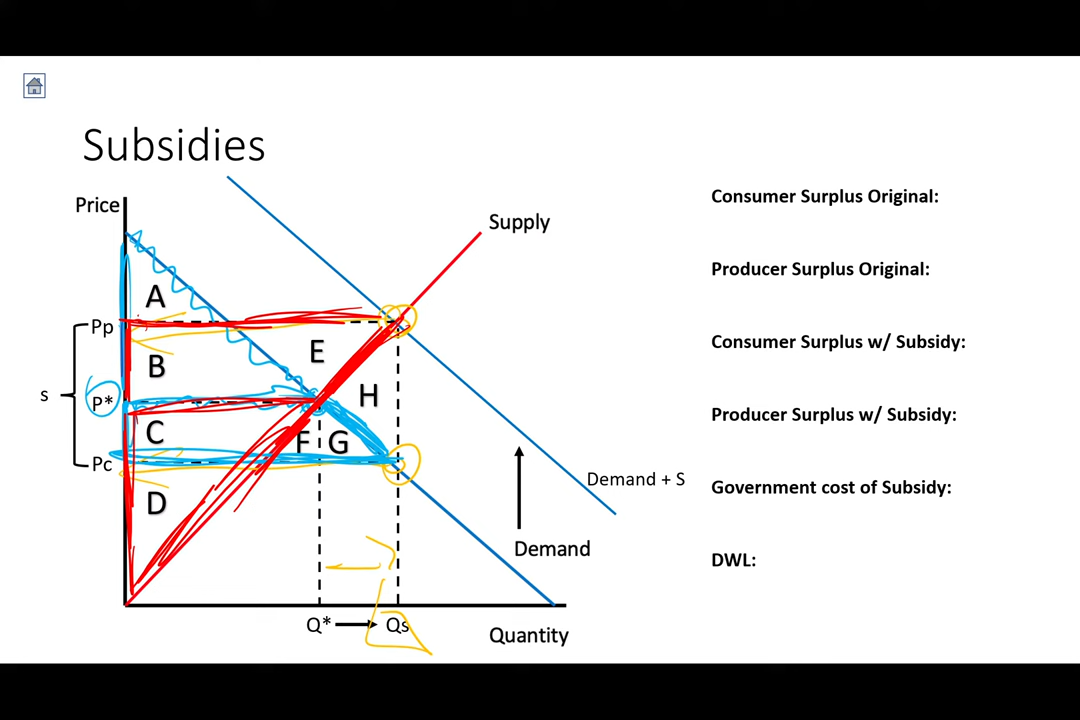 Subsidies
Price
Supply
A
Pp
E
B
s
P*
H
C
F
G
Pc
D
Demand + S
Demand
Q*
Qs
Quantity
Consumer Surplus Original:
Producer Surplus Original:
Consumer Surplus w/ Subsidy:
Producer Surplus w/ Subsidy:
Government cost of Subsidy:
DWL: